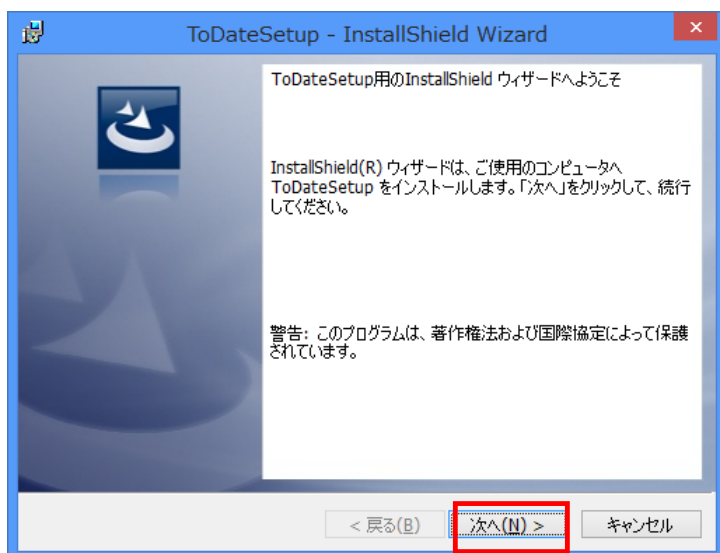 ToDateSetup - InstallShield Wizard
ToDateSetup用のInstallShield ウィザードへようこそ
InstallShield(R) ウィザードは、ご使用のコンピュータへ
ToDateSetup をインストールします。「次へ」をクリックして、続行
してください。
警告: このプログラムは、著作権法および国際協定によって保護
されています。
< 戻る(B)
次へ(N) >
キャンセル